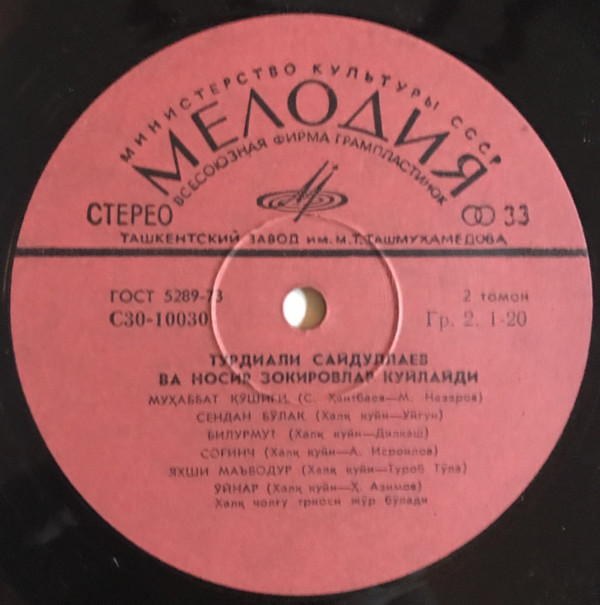 МИНИСТЕРСТВО КУЛЬТУРЫ СССР
МЕЛОДИЯ
ВСЕСОЮЗНАЯ ФИРМА ГРАМПЛАСТИНОК
СТЕРЕО
33
ТАШКЕНТСКИЙ ЗАВОД ИМ. М.Т. ТАШМУХАМЕДОВА
ГОСТ 5289-73
2 томон
С30-10030
Гр. 2. 1-20
ТУРДИАЛИ САЙДУЛЛАЕВ
ВА НОСИР ЗОКИРОВЛАР КУЙЛАЙДИ
МУҲАББАТ ҚЎШИҒИ (С. Ҳаитбаев—М. Назаров)
СЕНДАН БЎЛАК (Халқ куйи—Уйғун)
БИЛУРМУТ (Халқ куйи—Дилкаш)
СОҒИНЧ (Халқ куйи—А. Исроилов)
ЯХШИ МАЪВОДУР (Халқ куйи—Туроб Тўла)
ЎЙНАР (Халқ куйи—Ҳ. Азимов)
Халқ чолғу триоси жўр бўлади